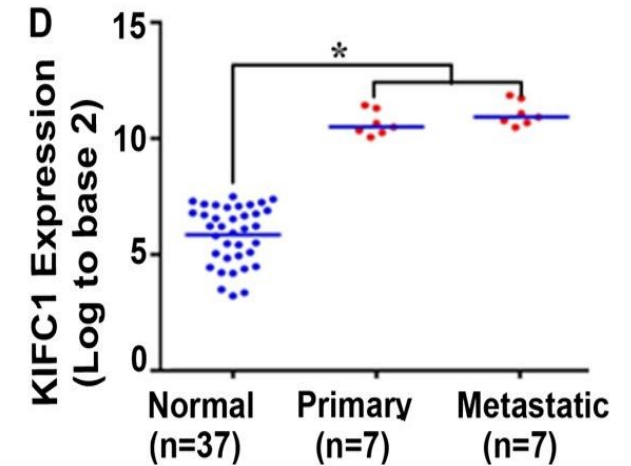 D
15
*
10
5
0
KIFC1 Expression
(Log to base 2)
Normal Primary Metastatic
(n=37) (n=7) (n=7)